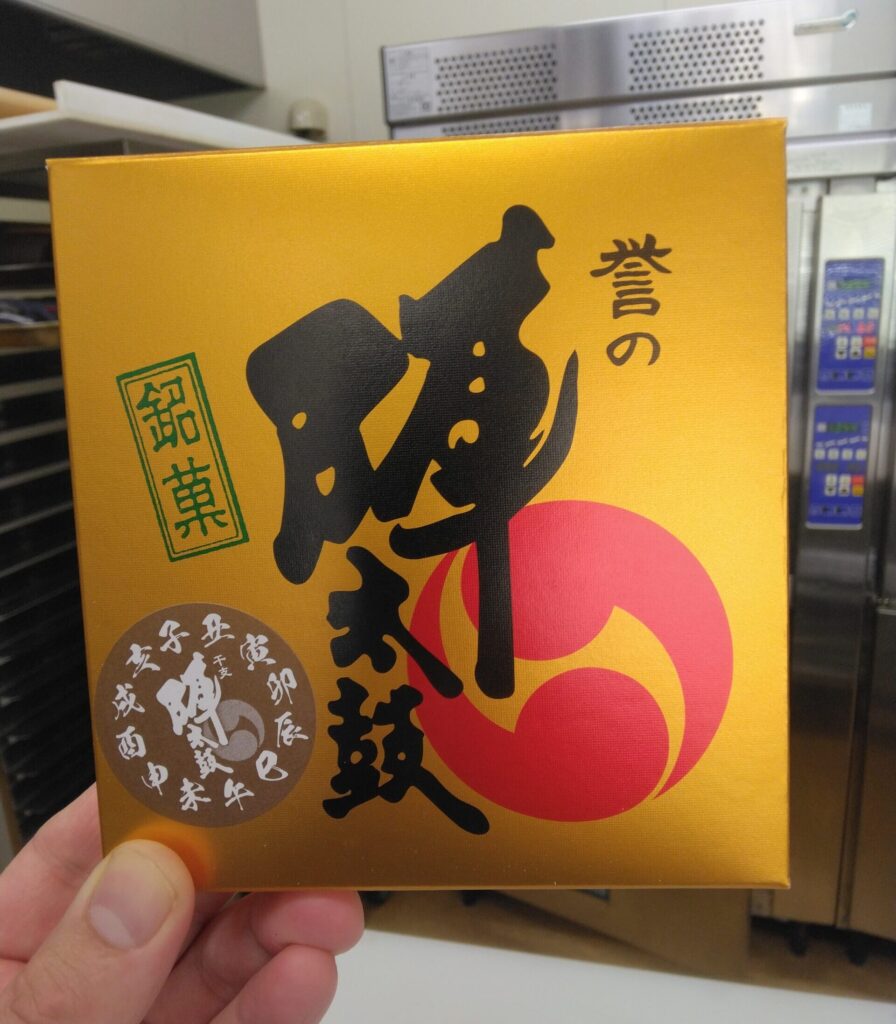 誉の
陣太鼓
銘菓
干支
陣太鼓
子丑寅卯辰巳午未申酉戌亥